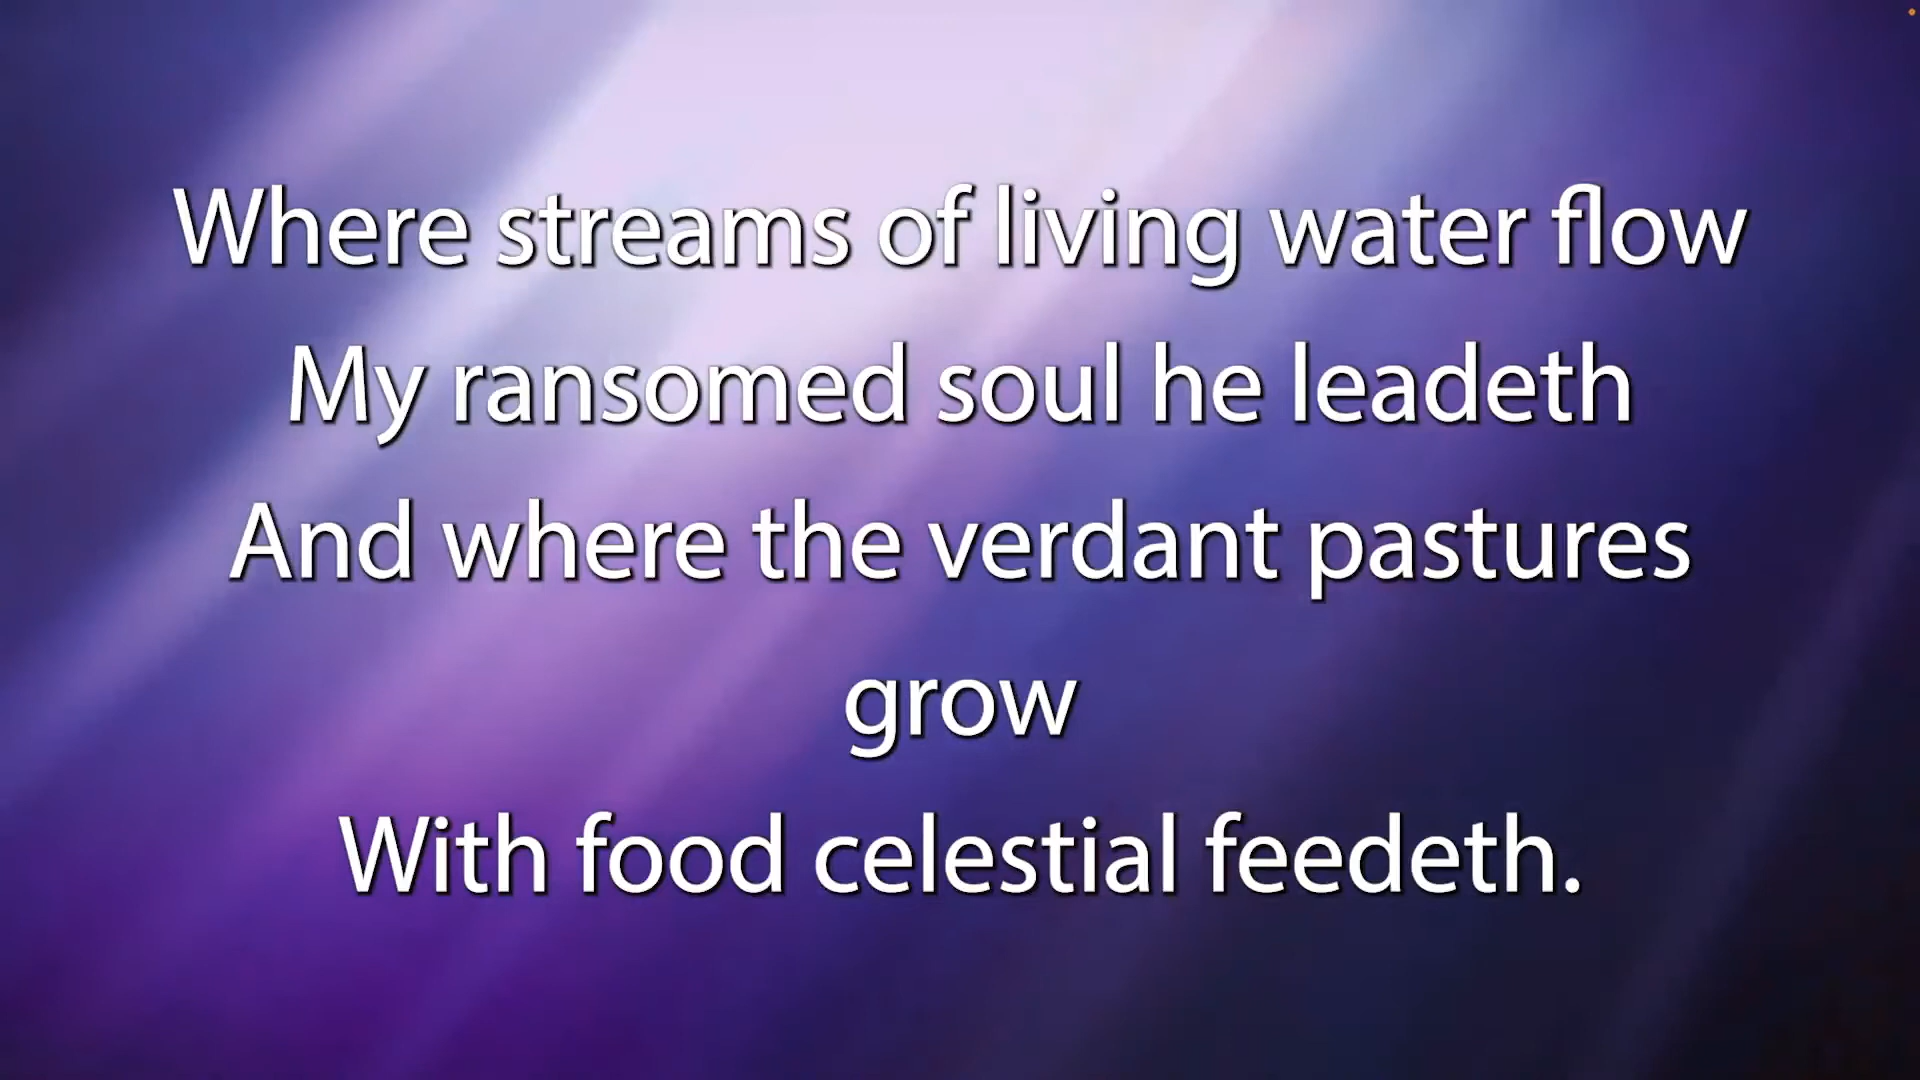 Where streams of living water flow
My ransomed soul he leadeth
And where the verdant pastures
grow
With food celestial feedeth.